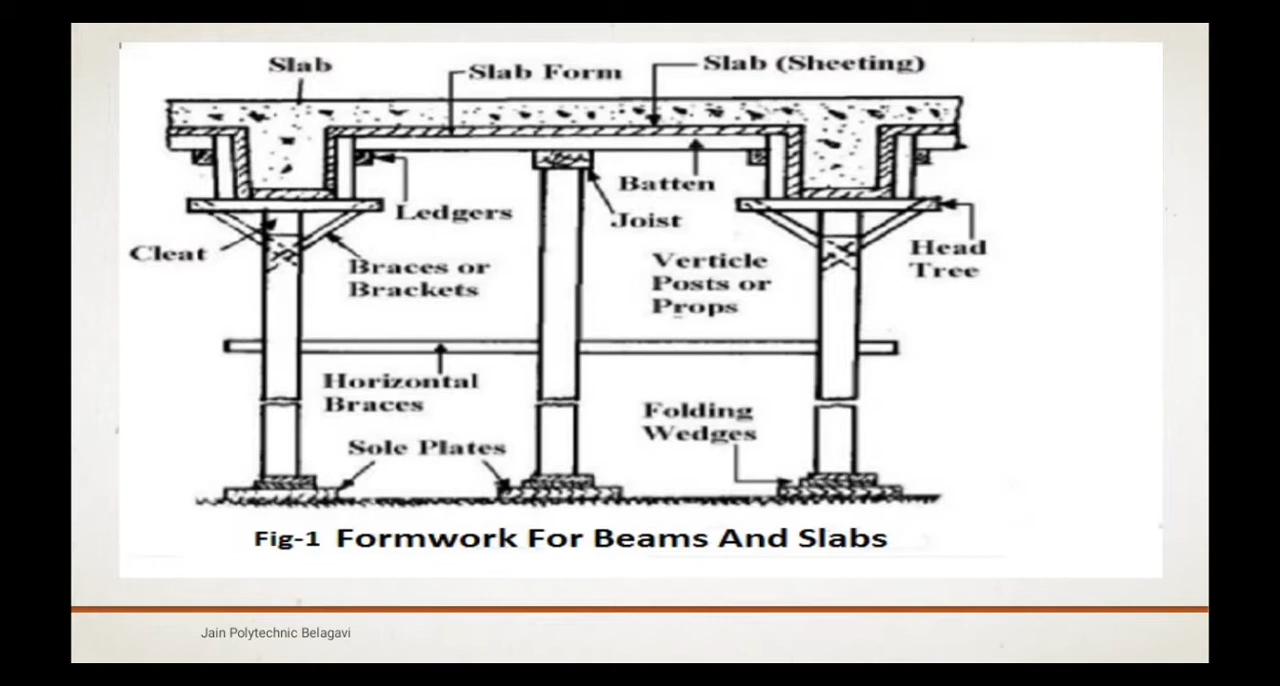 Slab
Slab Form
Slab (Sheeting)
Batten
Ledgers
Joist
Cleat
Braces or
Brackets
Verticle
Posts or
Props
Head
Tree
Horizontal
Braces
Folding
Wedges
Sole Plates
Fig-1 Formwork For Beams And Slabs
Jain Polytechnic Belagavi